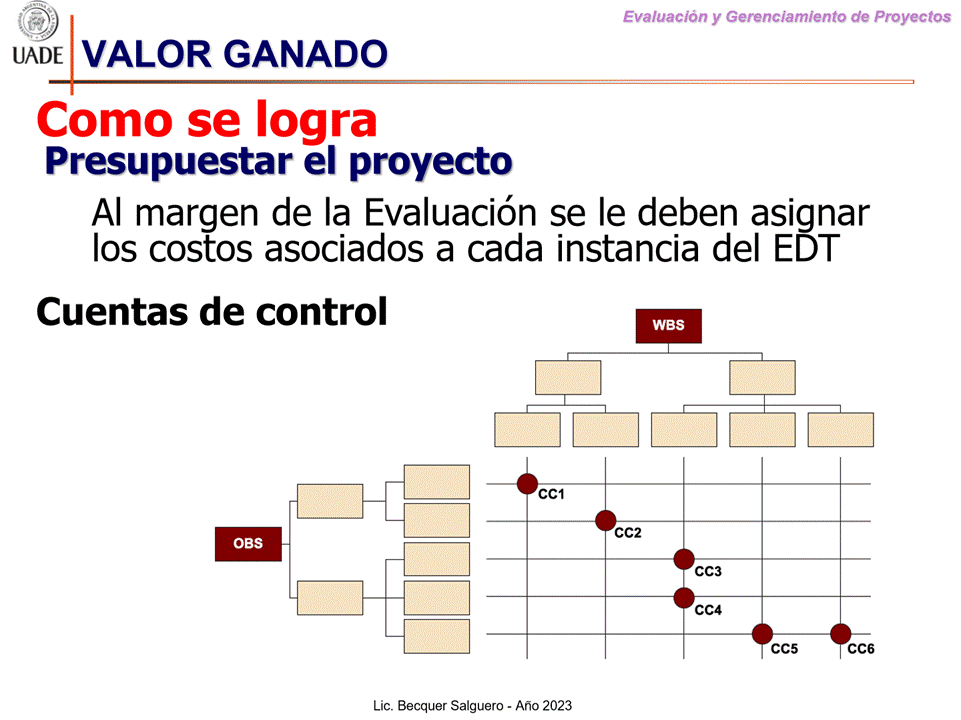 Evaluación y Gerenciamiento de Proyectos
UADE
VALOR GANADO
Como se logra
Presupuestar el proyecto
Al margen de la Evaluación se le deben asignar
los costos asociados a cada instancia del EDT
Cuentas de control
WBS
OBS
CC1
CC2
CC3
CC4
CC5
CC6
Lic. Becquer Salguero - Año 2023